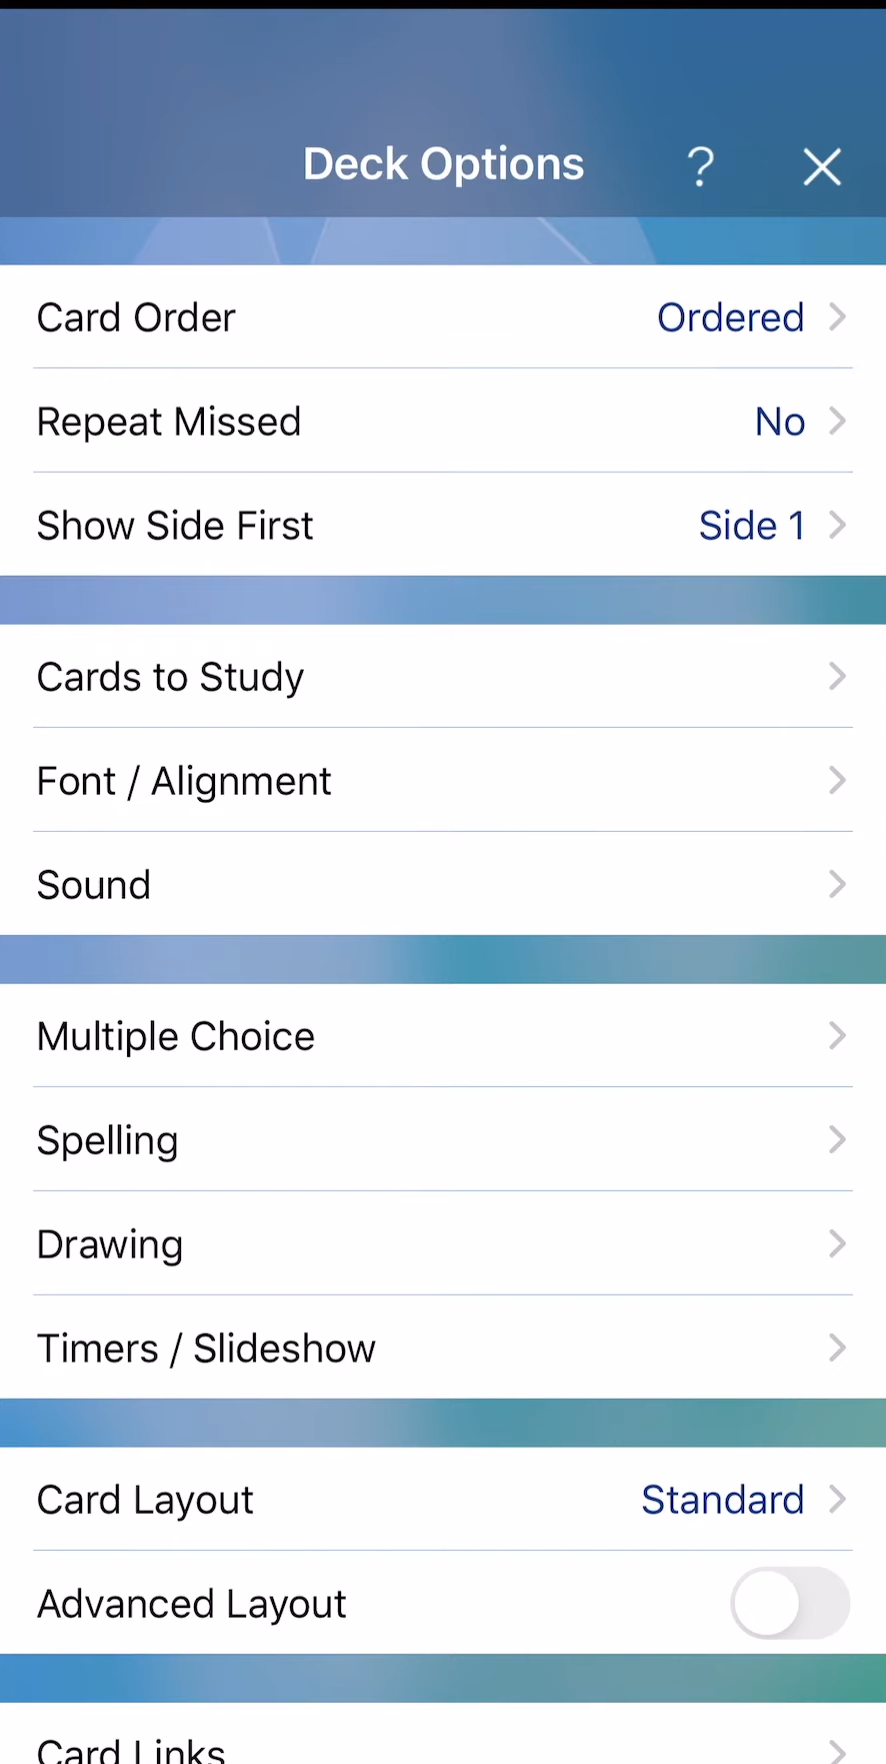 Deck Options ?
Card Order Ordered
Repeat Missed No
Show Side First Side 1
Cards to Study
Font / Alignment
Sound
Multiple Choice
Spelling
Drawing
Timers / Slideshow
Card Layout Standard
Advanced Layout
Card Links